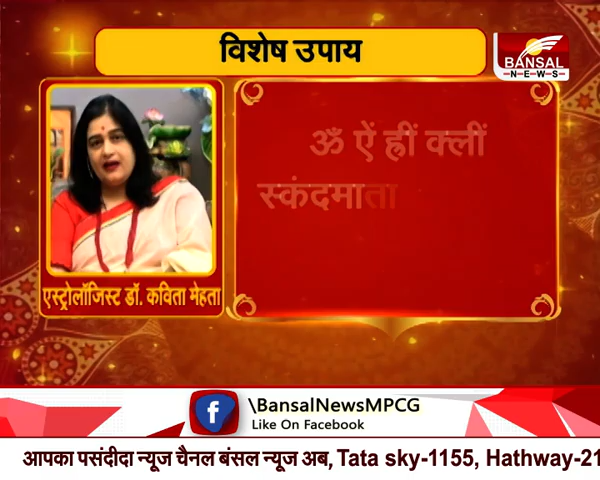 विशेष उपाय
BANSAL
NEWS
ॐ ऐं ह्रीं क्लीं
स्कंदमाता
एस्ट्रोलॉजिस्ट डॉ. कविता मेहता
\BansalNewsMPCG
Like On Facebook
आपका पसंदीदा न्यूज चैनल बंसल न्यूज अब, Tata sky-1155, Hathway-21